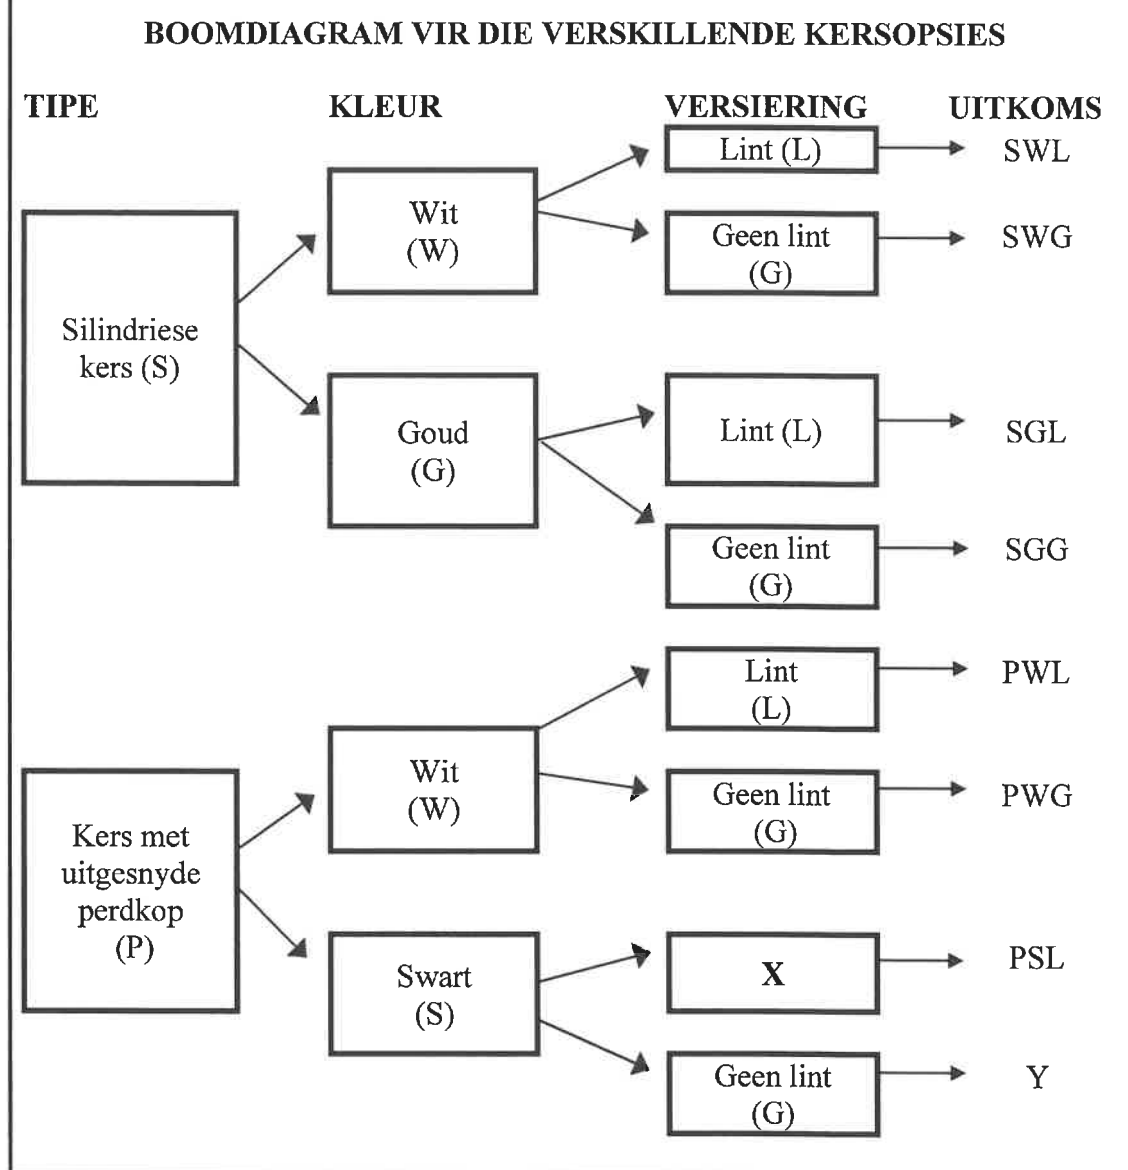 BOOMDIAGRAM VIR DIE VERSKILLENDE KERSOPSIES
TIPE KLEUR VERSIERING UITKOMS
Silindriese
kers (S)
Wit
(W)
Lint (L)
SWL
Geen lint
(G)
SWG
Goud
(G)
Lint (L)
SGL
Geen lint
(G)
SGG
Kers met
uitgesnyde
perdkop
(P)
Wit
(W)
Lint
(L)
PWL
Geen lint
(G)
PWG
Swart
(S)
X
PSL
Geen lint
(G)
Y